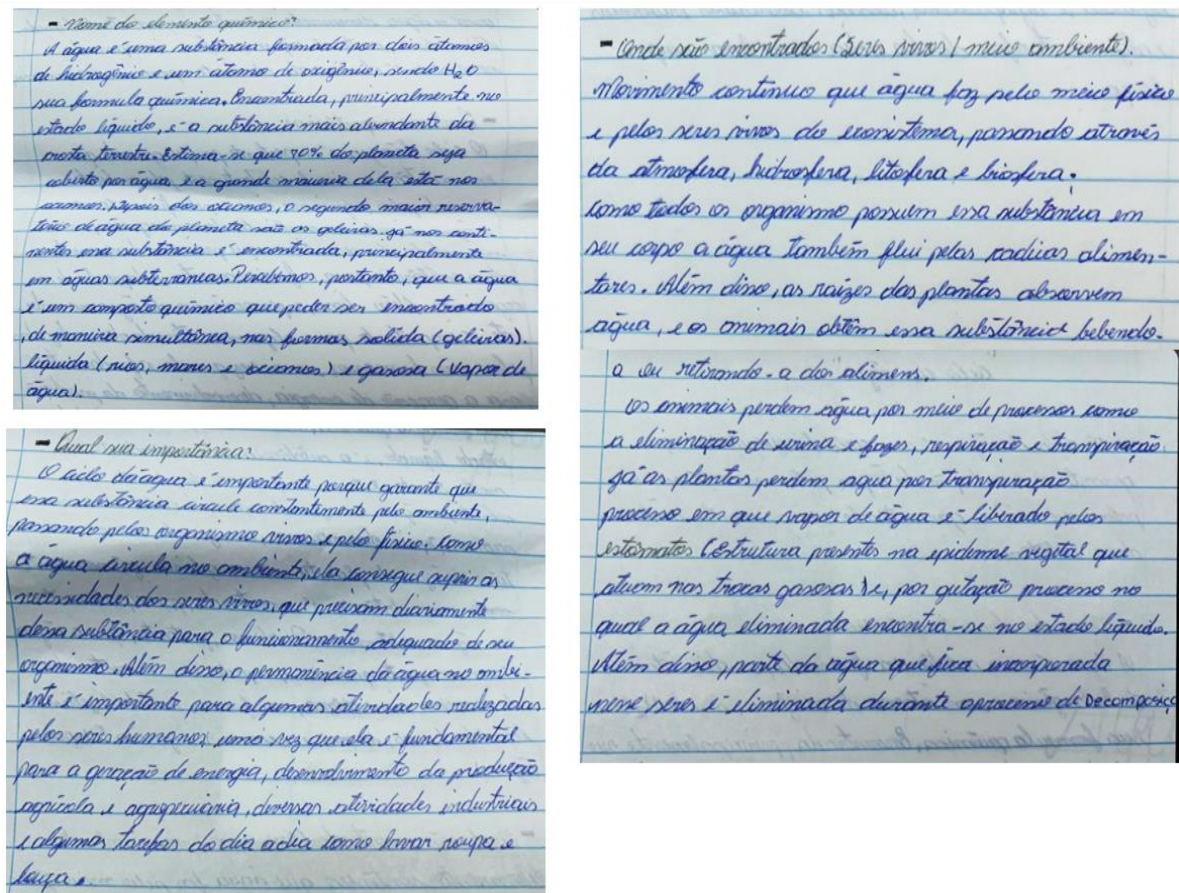 - Nome do elemento químico?
A água é uma substância formada por dois átomos
de hidrogênio e um átomo de oxigênio, sendo H₂O
sua formula química. Encontrada, principalmente no
estado líquido, é a substância mais abundante da
crosta terrestre. Estima-se que 70% do planeta seja
coberto por água, e a grande maioria dela está nos
oceanos. Depois dos oceanos, o segundo maior reserva-
tório de água do planeta são as geleiras. Já nos conti-
nentes essa substância é encontrada, principalmente
em águas subterraneas. Percebemos, portanto, que a água
é um composto químico que poder ser encontrado
, de maneira simultânea, nas formas solida (geleiras).
líquida (rios, mares e oceanos) e gasosa (vapor de
água).
- Qual sua importância?
O ciclo da água é importante porque garante que
essa substância circule constantemente pelo ambiente,
passando pelos organismo vivos e pelo físico. Como
a água circula no ambiente, ela consegue suprir as
necessidades dos seres vivos, que precisam diariamente
dessa substância para o funcionamento adequado de seu
organismo. Além disso, a permanência da água no ambi-
ente é importante para algumas atividades realizadas
pelos seres humanos, uma vez que ela é fundamental
para a geração de energia, desenvolvimento da produção
agrícola e agropecuária, diversas atividades industriais
e algumas tarefas do dia a dia como lavar roupa e
louça.
- Onde são encontrados (Seres vivos / meio ambiente).
Movimento contínuo que água faz pelo meio físico
e pelos seres vivos do ecossistema, passando através
da atmosfera, hidrosfera, litosfera e biosfera.
Como todos os organismo possuem essa substância em
seu corpo a água também flui pelas cadeias alimen-
tares. Além disso, as raízes das plantas absorvem
água, e os animais obtêm essa substância bebendo-
a ou retirando-a dos alimens.
Os animais perdem água por meio de processos como
a eliminação de urina e fezes, respiração e transpiração.
Já as plantas perdem agua por transpiração
processo em que vapor de água é liberado pelos
estômatos (Estrutura presentes na epiderme vegetal que
atuam nas trocas gasosas) e, por gutação processo no
qual a água eliminada encontra-se no estado líquido.
Além disso, parte da água que fica incorporada
nesse seres é eliminada durante o processo de Decomposiç